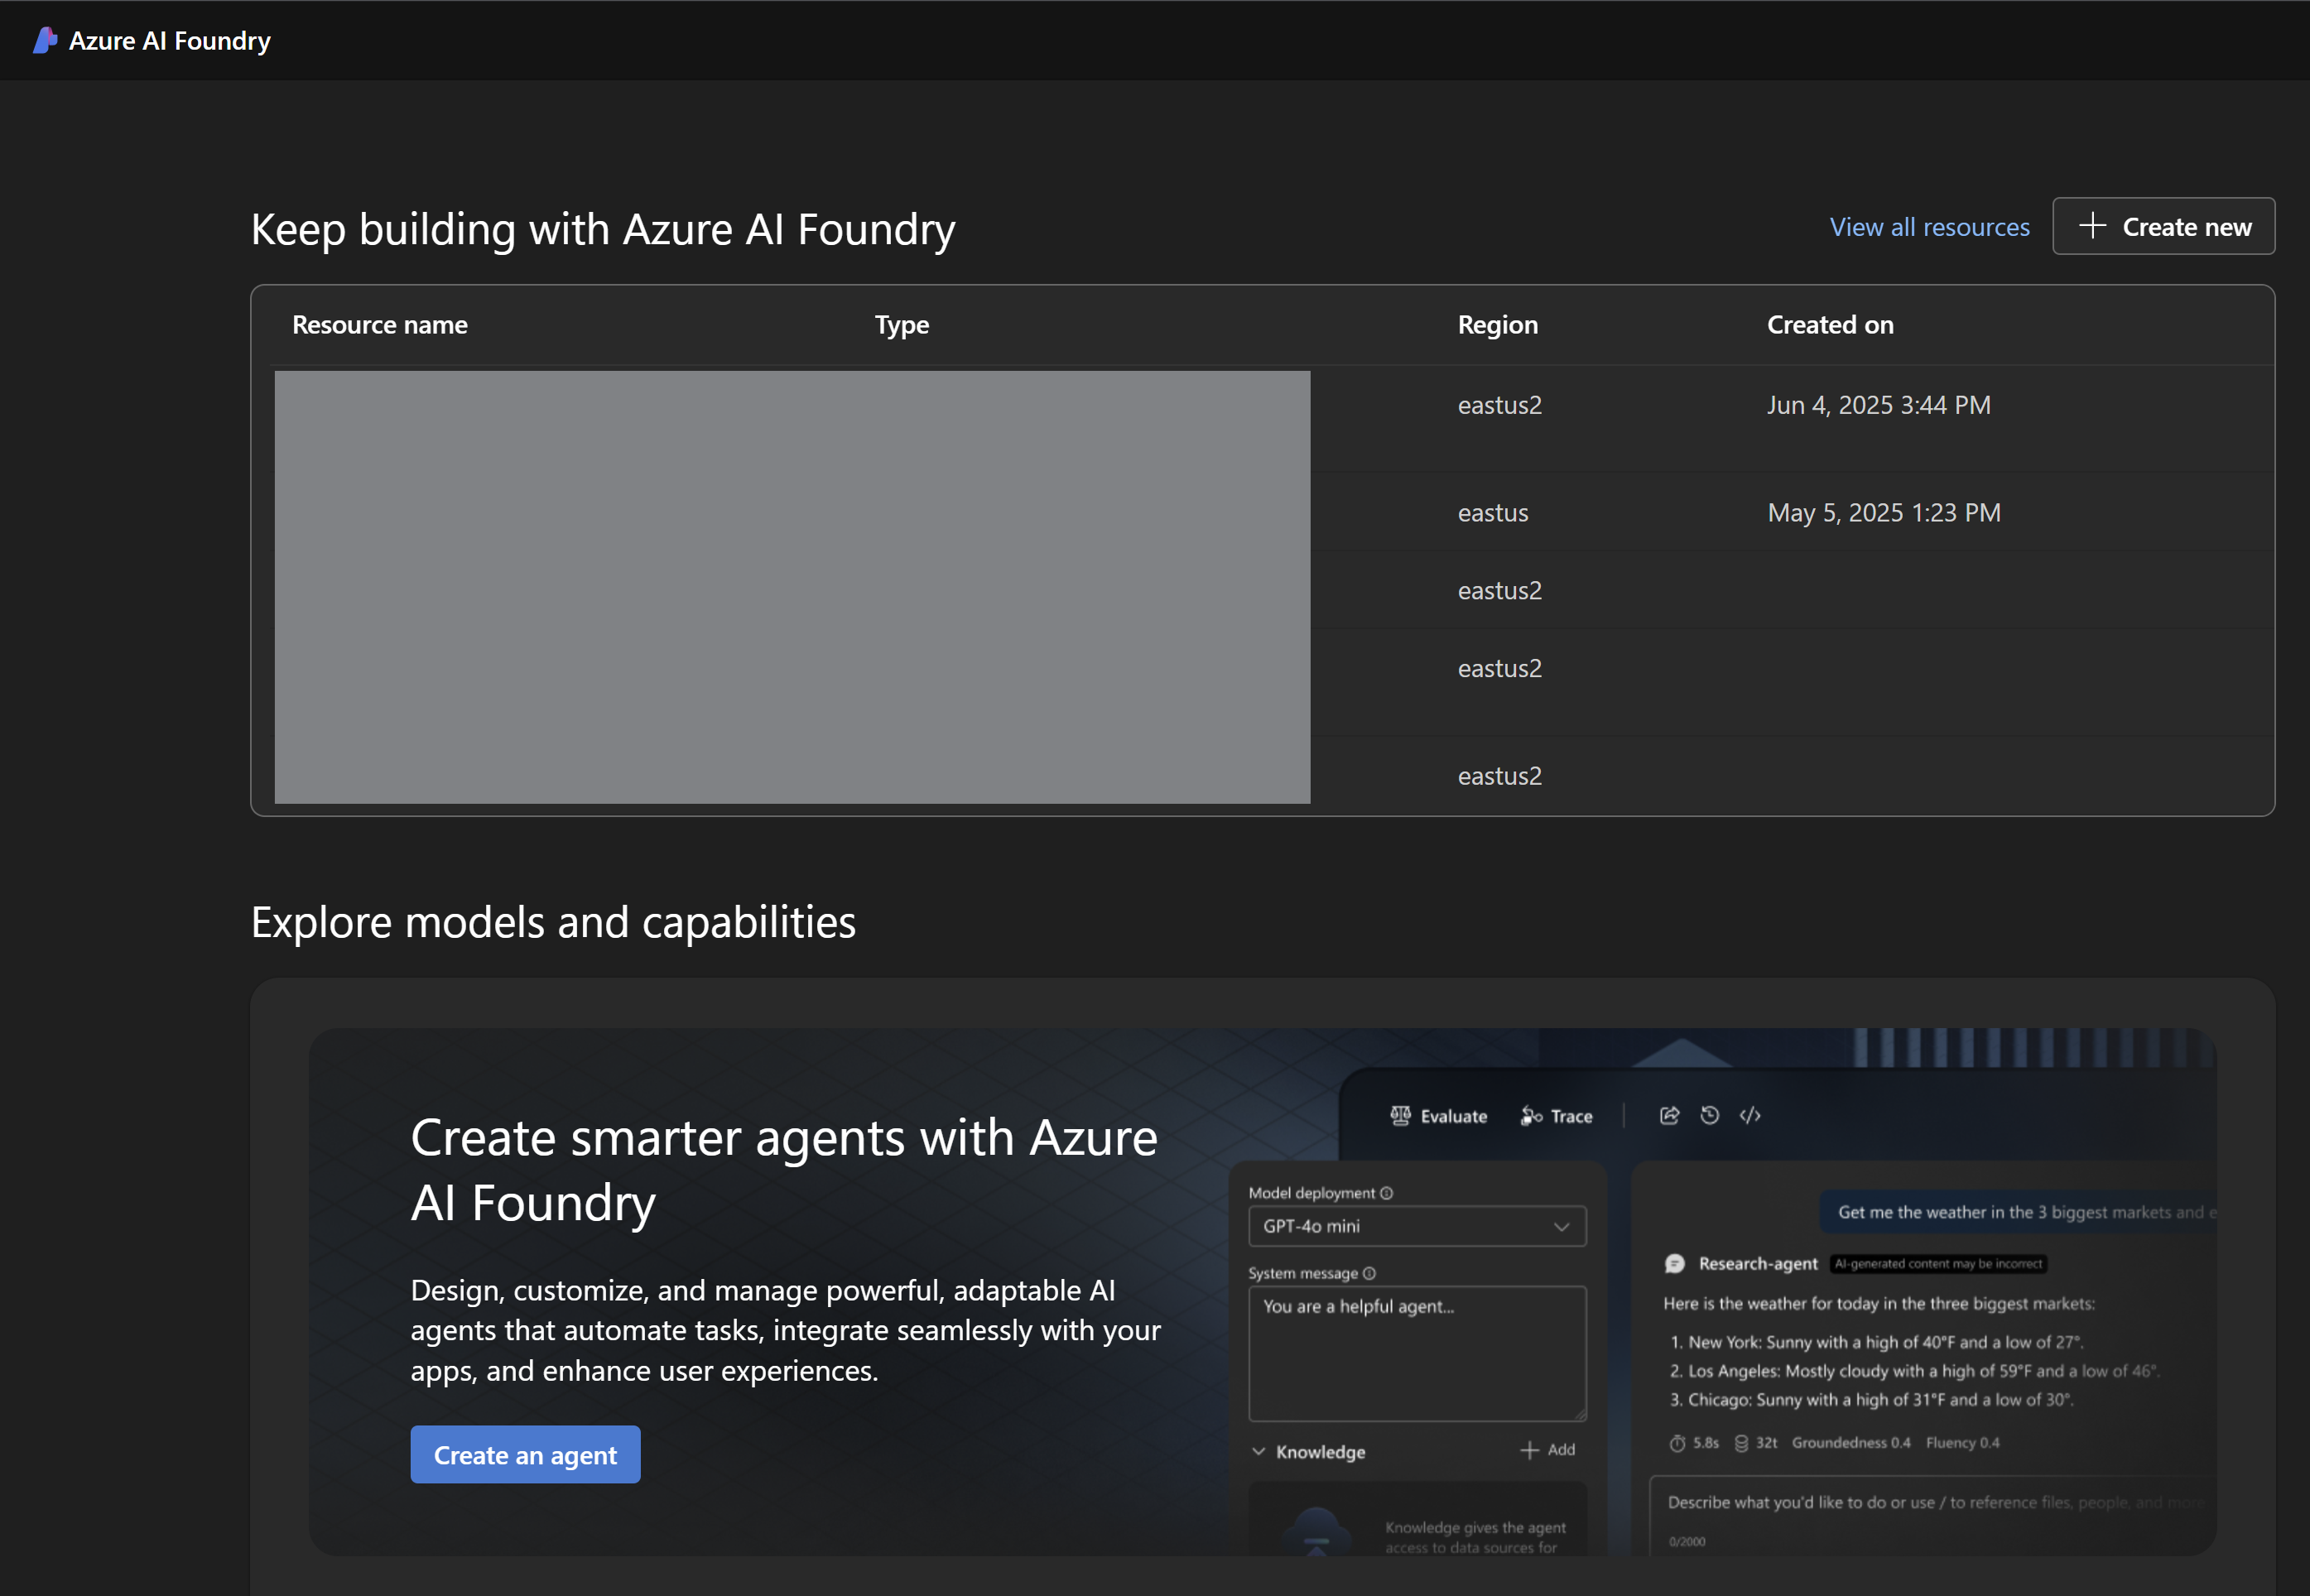 Azure AI Foundry
Keep building with Azure AI Foundry
View all resources
Create new
Resource name Type Region Created on
eastus2 Jun 4, 2025 3:44 PM
eastus May 5, 2025 1:23 PM
eastus2
eastus2
eastus2
Explore models and capabilities
Create smarter agents with Azure
AI Foundry
Design, customize, and manage powerful, adaptable AI
agents that automate tasks, integrate seamlessly with your
apps, and enhance user experiences.
Create an agent
Evaluate Trace
Model deployment
GPT-4o mini
System message
You are a helpful agent...
Knowledge Add
Knowledge gives the agent
access to data sources for
Get me the weather in the 3 biggest markets and
Research-agent AI-generated content may be incorrect
Here is the weather for today in the three biggest markets:
1. New York: Sunny with a high of 40°F and a low of 27°.
2. Los Angeles: Mostly cloudy with a high of 59°F and a low of 46°.
3. Chicago: Sunny with a high of 31°F and a low of 30°.
5.8s 32t Groundedness 0.4 Fluency 0.4
Describe what you'd like to do or use / to reference files, people, and more
0/2000